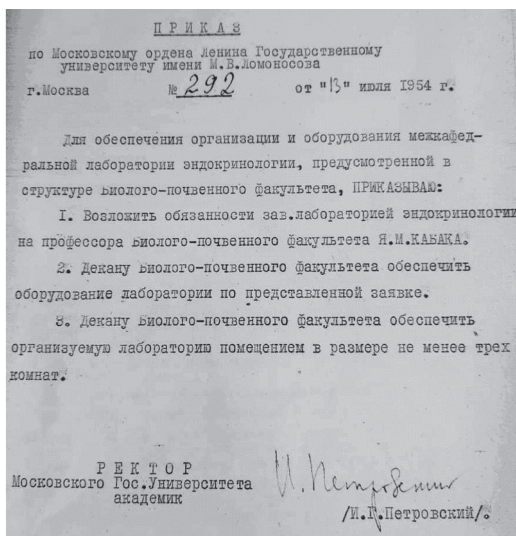 П Р И К А З
по Московскому ордена Ленина Государственному
университету имени М.В.Ломоносова
г.Москва № 292 от "13" июля 1954 г.
Для обеспечения организации и оборудования межкафед-
ральной лаборатории эндокринологии, предусмотренной в
структуре Биолого-почвенного факультета, ПРИКАЗЫВАЮ:
I. Возложить обязанности зав.лабораторией эндокринологии
на профессора Биолого-почвенного факультета Я.М.КАБАКА.
2. Декану Биолого-почвенного факультета обеспечить
оборудование лаборатории по представленной заявке.
3. Декану Биолого-почвенного факультета обеспечить
организуемую лабораторию помещением в размере не менее трех
комнат.
Р Е К Т О Р
Московского Гос.Университета
академик
И. Петровский
/И.Г.Петровский/.